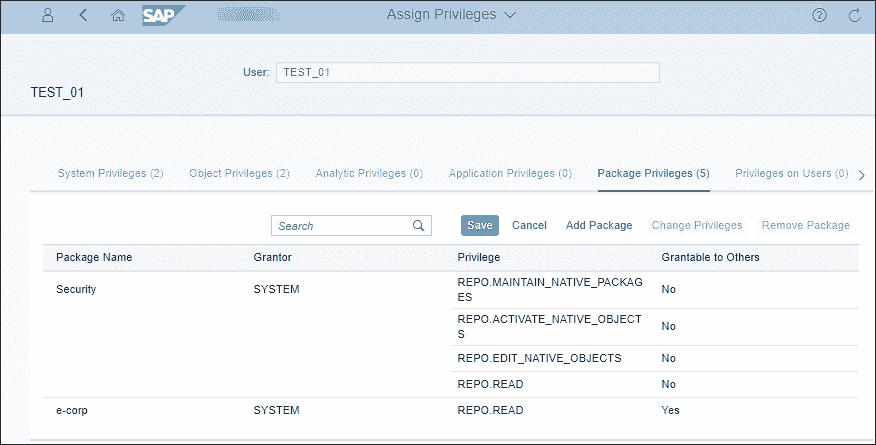 SAP
Assign Privileges
User: TEST_01
TEST_01
System Privileges (2) Object Privileges (2) Analytic Privileges (0) Application Privileges (0) Package Privileges (5) Privileges on Users (0)
Search Save Cancel Add Package Change Privileges Remove Package
Package Name Grantor Privilege Grantable to Others
Security SYSTEM REPO.MAINTAIN_NATIVE_PACKAG
ES No
REPO.ACTIVATE_NATIVE_OBJECT
S No
REPO.EDIT_NATIVE_OBJECTS No
REPO.READ No
e-corp SYSTEM REPO.READ Yes